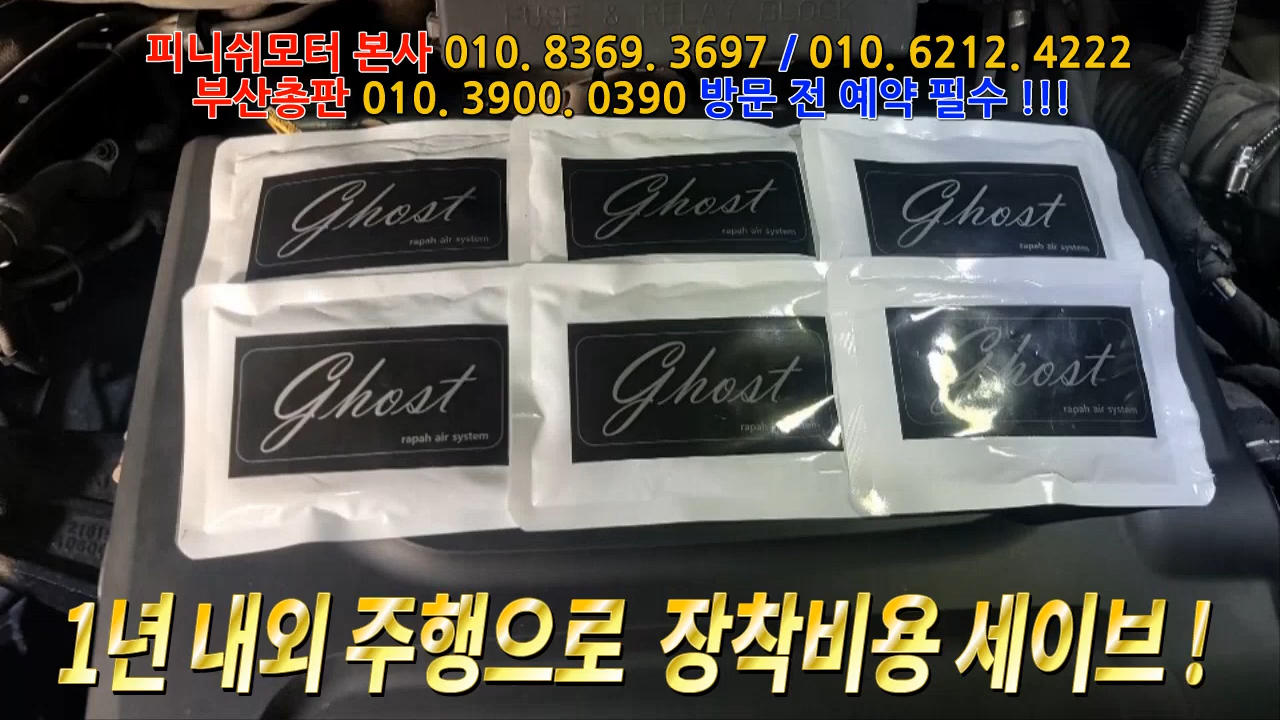 FUSE & RELAY BLOCK
피니쉬모터 본사 010. 8369. 3697 / 010. 6212. 4222
부산총판 010. 3900. 0390 방문 전 예약 필수 !!!
Ghost
rapah air system
Ghost
rapah air system
Ghost
rapah air system
Ghost
rapah air system
Ghost
rapah air system
Ghost
rapah air system
1년 내외 주행으로 장착비용 세이브 !